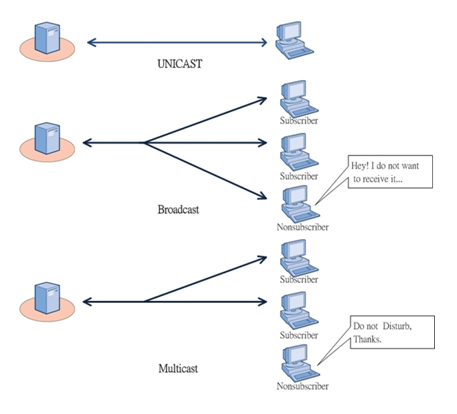 UNICAST
Subscriber
Subscriber
Hey! I do not want
to receive it...
Broadcast
Nonsubscriber
Subscriber
Subscriber
Do not Disturb,
Thanks.
Multicast
Nonsubscriber